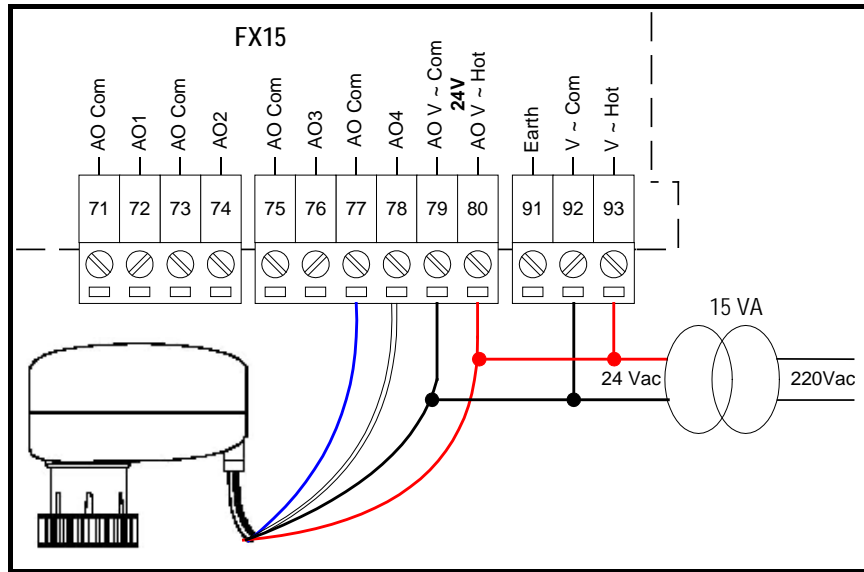 FX15
AO Com
AO1
AO Com
AO2
AO Com
AO3
AO Com
AO4
AO V ~ Com
24V
AO V ~ Hot
Earth
V ~ Com
V ~ Hot
71 72 73 74 75 76 77 78 79 80 91 92 93
15 VA
24 Vac
220Vac